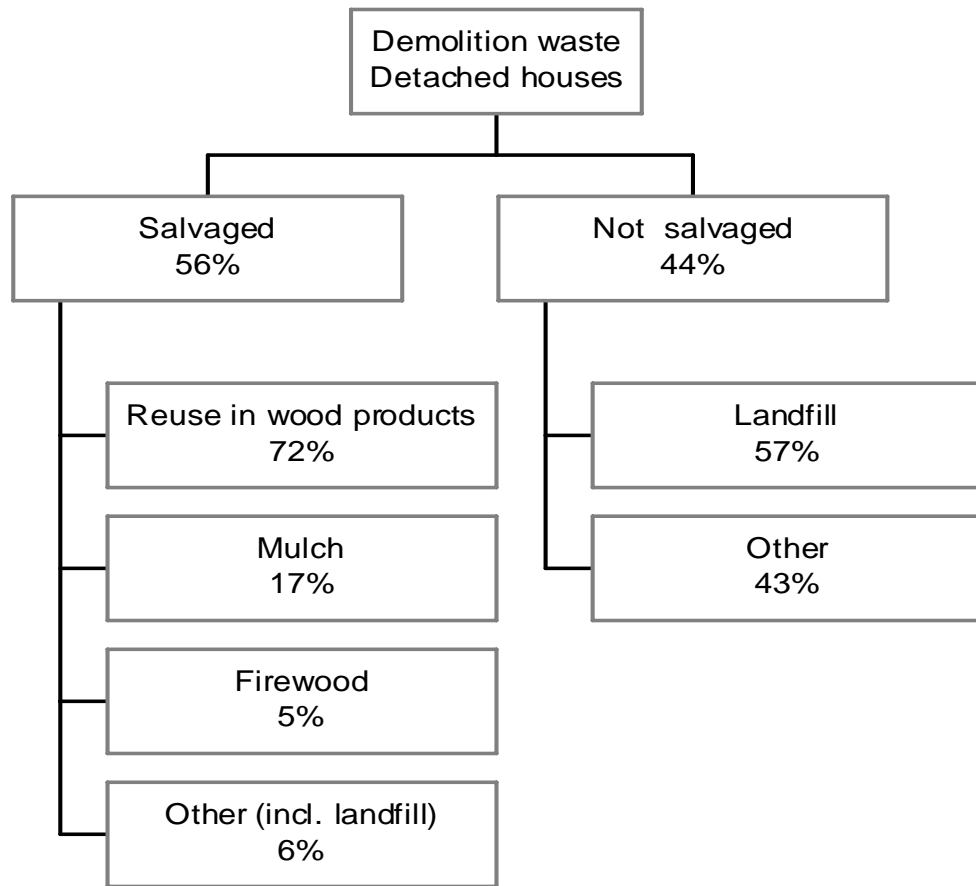 Demolition waste
Detached houses
Salvaged
56%
Not salvaged
44%
Reuse in wood products
72%
Mulch
17%
Firewood
5%
Other (incl. landfill)
6%
Landfill
57%
Other
43%